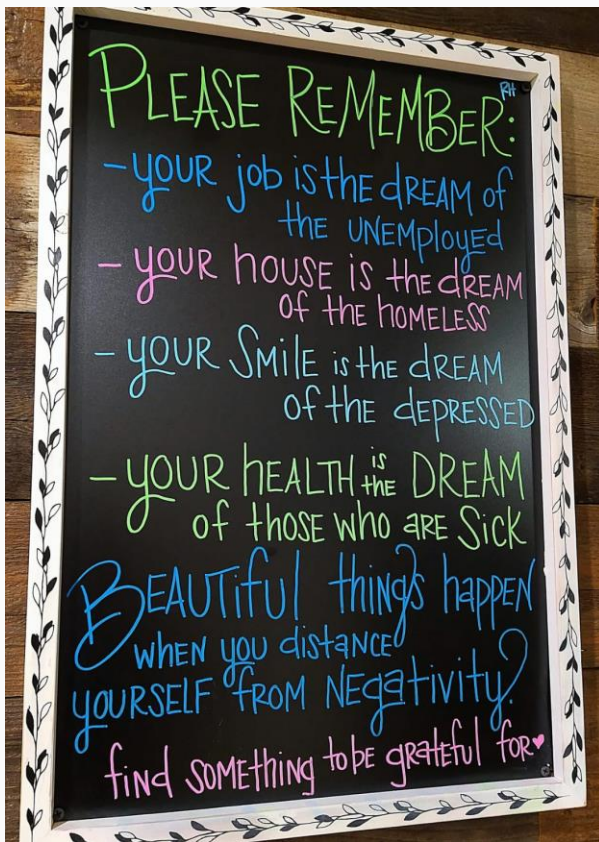 PLEASE REMEMBER:
RH
-YOUR job is the dREAM of
the UNEMPLOYED
- YOUR hOUSE is the dREAM
of the hOMELESS
- YOUR SMiLE is the dREAM
Of the dEPRESSED
-YOUR hEALTH is the DREAM
of thOSE WhO ARE SicK
BEAUTifUl things happEN
WHEN you distANCE
YOURSELF FROM NEgativity?
find SOMEthing to be gRAtEful foR♥